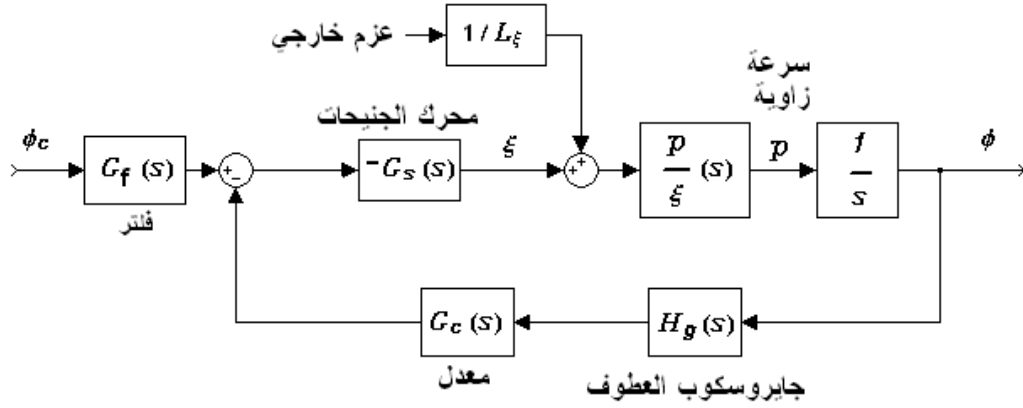 عزم خارجي
1 / Lξ
سرعة
زاوية
محرك الجنيحات
ϕc
Gf (s)
+
−
−Gs(s)
ξ
+
+
p
ξ
(s)
p
1
s
ϕ
فلتر
Gc (s)
Hg(s)
معدل
جايروسكوب العطوف